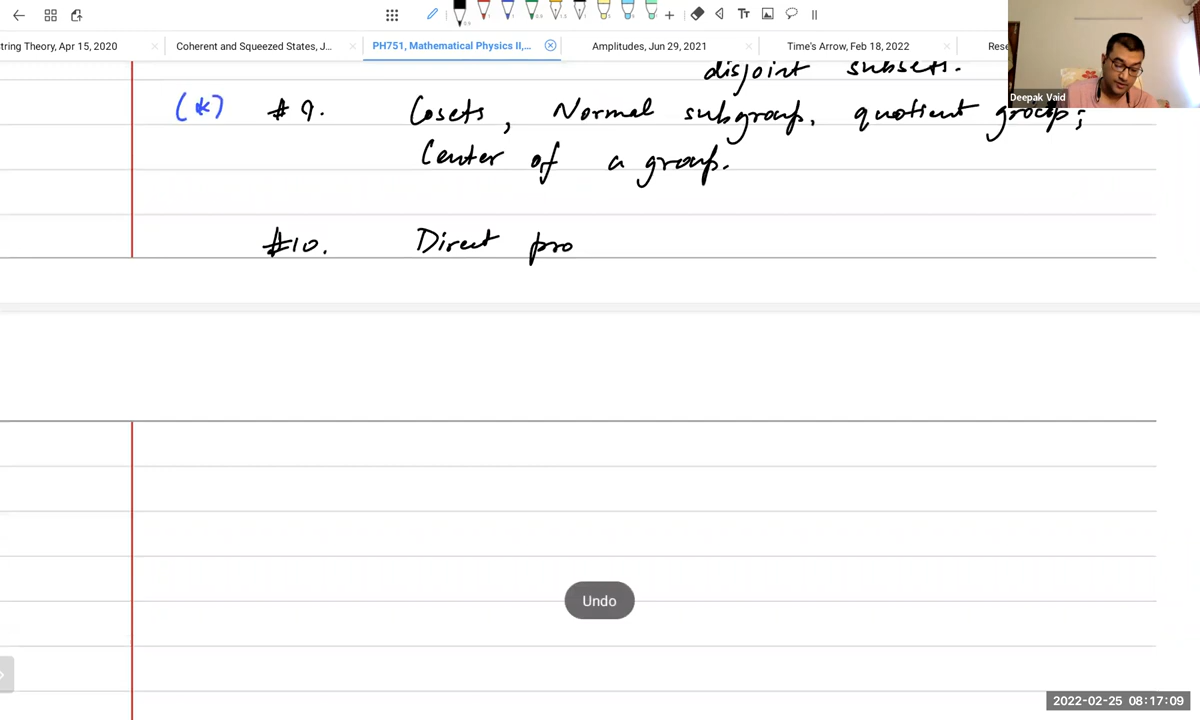 tring Theory, Apr 15, 2020
Coherent and Squeezed States, J...
PH751, Mathematical Physics II,...
Amplitudes, Jun 29, 2021
Time's Arrow, Feb 18, 2022
Rese
Deepak Vaid
disjoint subsets.
(*) #9. Cosets, Normal subgroup, quotient group;
Center of a group.
#10. Direct pro
Undo
2022-02-25 08:17:09